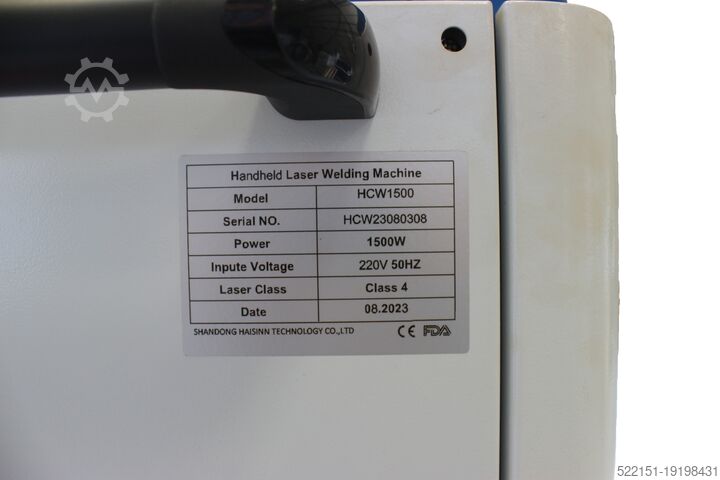 Handheld Laser Welding Machine
Model HCW1500
Serial NO. HCW23080308
Power 1500W
Inpute Voltage 220V 50HZ
Laser Class Class 4
Date 08.2023
SHANDONG HAISINN TECHNOLOGY CO.,LTD CE FDA
522151-19198431